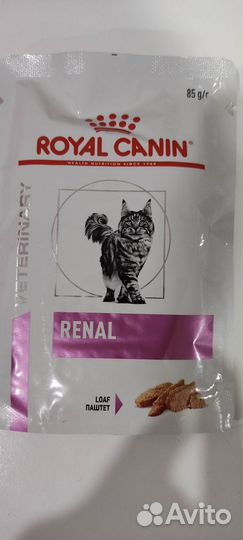 85 g/г
ROYAL CANIN
HEALTH NUTRITION SINCE 1968
VETERINARY
RENAL
LOAF
ПАШТЕТ
Avito